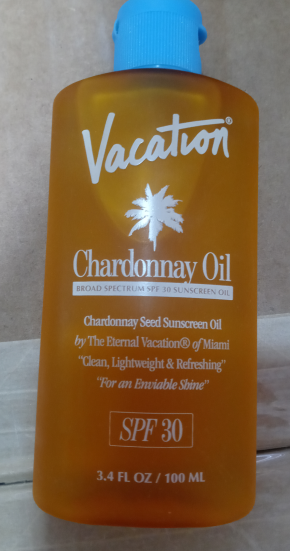 Vacation®
Chardonnay Oil
BROAD SPECTRUM SPF 30 SUNSCREEN OIL
Chardonnay Seed Sunscreen Oil
by The Eternal Vacation® of Miami
"Clean, Lightweight & Refreshing"
"For an Enviable Shine"
SPF 30
3.4 FL OZ / 100 ML